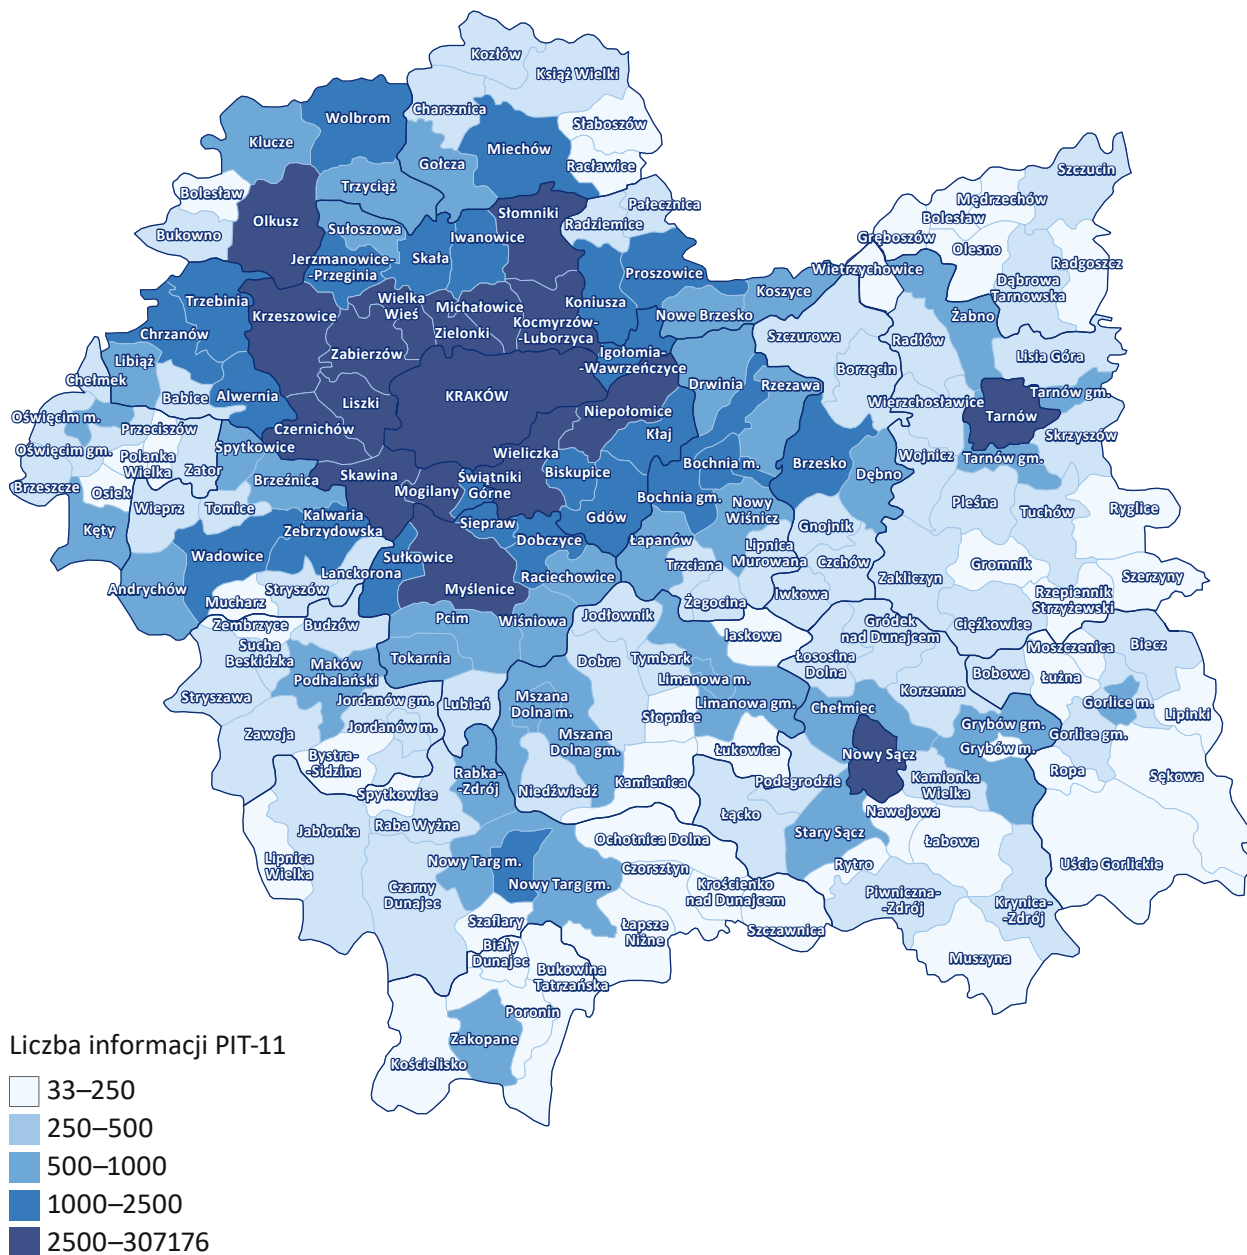 Kozłów
Książ Wielki
Charsznica
Wolbrom
Słaboszów
Klucze
Miechów
Gołcza
Racławice
Szczucin
Trzyciąż
Bolesław
Mędrzechów
Pałecznica
Słomniki
Bolesław
Olkusz
Radziemice
Sułoszowa
Bukowno
Iwanowice
Gręboszów
Olesno
Skała
Jerzmanowice-
-Przeginia
Radgoszcz
Proszowice
Wietrzychowice
Dąbrowa
Tarnowska
Koszyce
Trzebinia
Wielka
Wieś
Michałowice
Koniusza
Krzeszowice
Nowe Brzesko
Żabno
Kocmyrzów-
-Luborzyca
Chrzanów
Zielonki
Szczurowa
Radłów
Zabierzów
Igołomia-
-Wawrzeńczyce
Lisia Góra
Libiąż
Borzęcin
Chełmek
Drwinia
Rzezawa
Tarnów gm.
Babice
Alwernia
KRAKÓW
Liszki
Wierzchosławice
Niepołomice
Tarnów
Oświęcim m.
Przeciszów
Czernichów
Kłaj
Skrzyszów
Oświęcim gm.
Spytkowice
Wieliczka
Wojnicz
Polanka
Wielka
Tarnów gm.
Zator
Bochnia m.
Brzesko
Biskupice
Dębno
Skawina
Świątniki
Górne
Brzeźnica
Brzeszcze
Osiek
Mogilany
Bochnia gm.
Nowy
Wiśnicz
Pleśna
Wieprz
Tomice
Tuchów
Ryglice
Kalwaria
Zebrzydowska
Gdów
Siepraw
Kęty
Gnojnik
Dobczyce
Łapanów
Lipnica
Murowana
Wadowice
Sułkowice
Czchów
Trzciana
Gromnik
Lanckorona
Zakliczyn
Raciechowice
Szerzyny
Andrychów
Stryszów
Myślenice
Iwkowa
Rzepiennik
Strzyżewski
Mucharz
Żegocina
Jodłownik
Pcim
Wiśniowa
Gródek
nad Dunajcem
Ciężkowice
Zembrzyce
Budzów
Laskowa
Sucha
Beskidzka
Moszczenica
Biecz
Tokarnia
Dobra
Tymbark
Łososina
Dolna
Maków
Podhalański
Bobowa
Łużna
Limanowa m.
Korzenna
Stryszawa
Jordanów gm.
Lubień
Mszana
Dolna m.
Limanowa gm.
Gorlice m.
Chełmiec
Lipinki
Słopnice
Grybów gm.
Jordanów m.
Zawoja
Mszana
Dolna gm.
Gorlice gm.
Łukowica
Grybów m.
Nowy Sącz
Bystra-
-Sidzina
Ropa
Sękowa
Rabka-
-Zdrój
Kamienica
Podegrodzie
Kamionka
Wielka
Niedźwiedź
Spytkowice
Nawojowa
Łącko
Raba Wyżna
Jabłonka
Stary Sącz
Ochotnica Dolna
Łabowa
Lipnica
Wielka
Nowy Targ m.
Rytro
Uście Gorlickie
Czorsztyn
Nowy Targ gm.
Krościenko
nad Dunajcem
Czarny
Dunajec
Piwniczna-
-Zdrój
Krynica-
-Zdrój
Szaflary
Łapsze
Niżne
Szczawnica
Biały
Dunajec
Muszyna
Bukowina
Tatrzańska
Poronin
Zakopane
Kościelisko
Liczba informacji PIT-11
33–250
250–500
500–1000
1000–2500
2500–307176